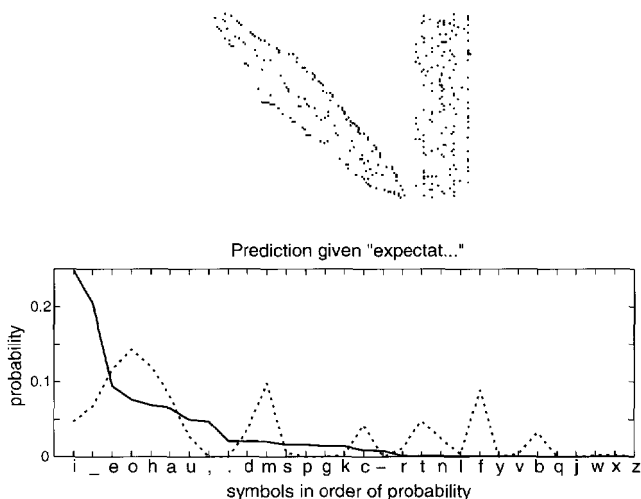 Prediction given "expectat..."
0.2
0.1
0
probability
i _ e o h a u , . d m s p g k c - r t n l f y v b q j w x z
symbols in order of probability